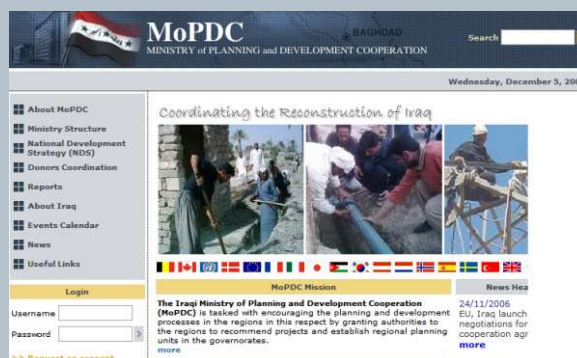 MoPDC
MINISTRY of PLANNING and DEVELOPMENT COOPERATION
BAGHDAD
Search
Wednesday, December 5, 200
About MoPDC
Ministry Structure
National Development
Strategy (NDS)
Donors Coordination
Reports
About Iraq
Events Calendar
News
Useful Links
Login
Username
Password
>> Request an account
Coordinating the Reconstruction of Iraq
MoPDC Mission
The Iraqi Ministry of Planning and Development Cooperation
(MoPDC) is tasked with encouraging the planning and development
processes in the regions in this respect by granting authorities to
the regions to recommend projects and establish regional planning
units in the governorates.
more
News Hea
24/11/2006
EU, Iraq launch
negotiations for
cooperation agr
more